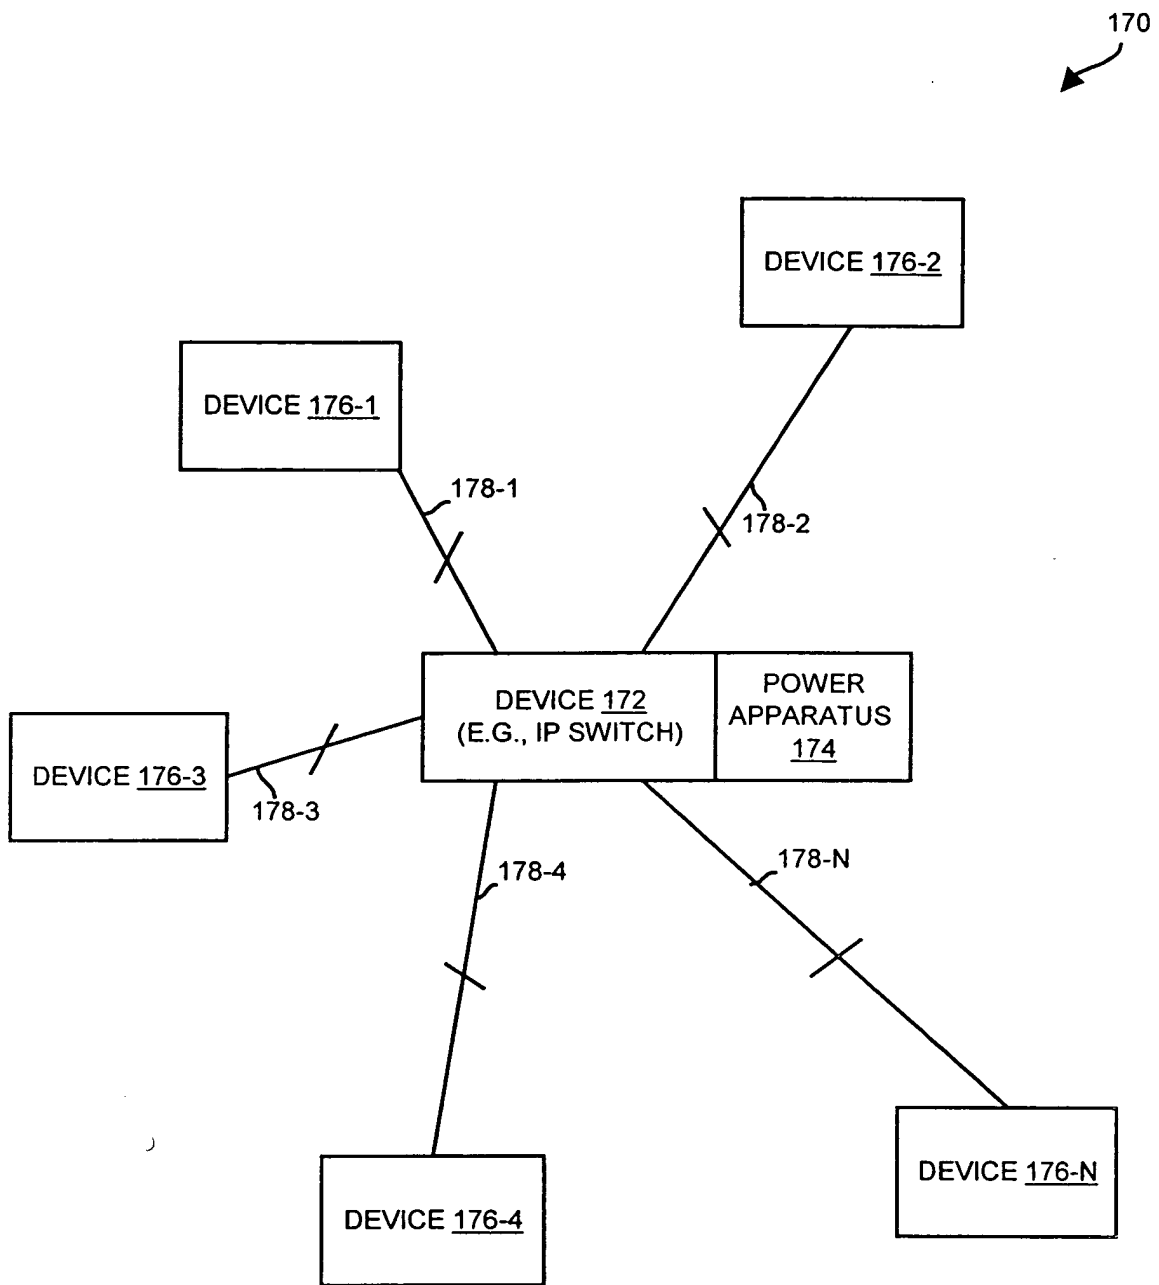 170
DEVICE 176-2
DEVICE 176-1
178-1
178-2
DEVICE 172
(E.G., IP SWITCH)
POWER
APPARATUS
174
DEVICE 176-3
178-3
178-4
178-N
DEVICE 176-N
DEVICE 176-4